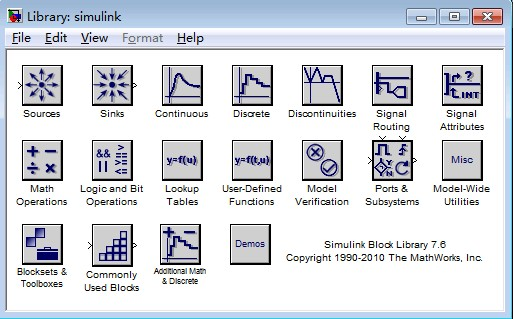 Library: simulink
File Edit View Format Help
Sources Sinks Continuous Discrete Discontinuities Signal Routing Signal Attributes
&& >= || <= y=f(u) y=f(t,u) Misc
Math Operations Logic and Bit Operations Lookup Tables User-Defined Functions Model Verification Ports & Subsystems Model-Wide Utilities
Demos
Blocksets & Toolboxes Commonly Used Blocks Additional Math & Discrete
Simulink Block Library 7.6
Copyright 1990-2010 The MathWorks, Inc.